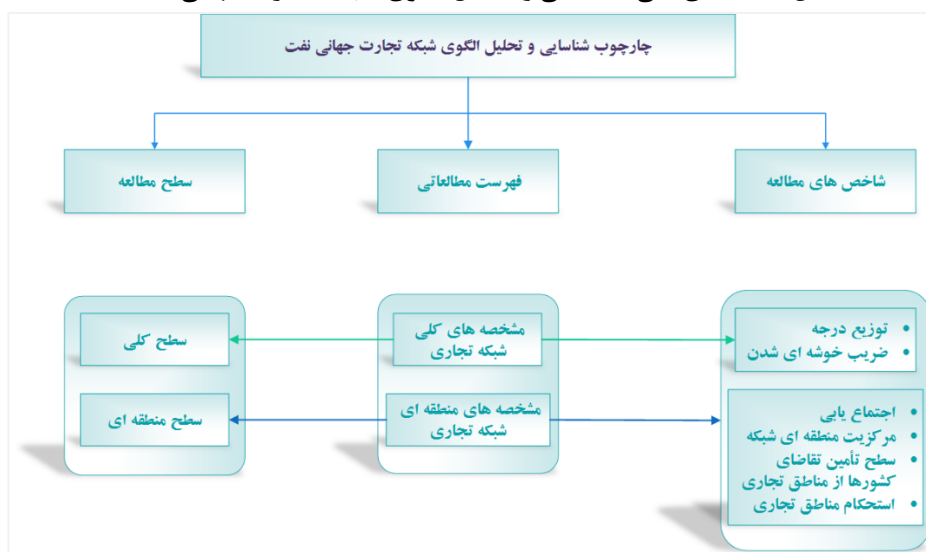 چارچوب شناسایی و تحلیل الگوی شبکه تجارت جهانی نفت
شاخص های مطالعه
فهرست مطالعاتی
سطح مطالعه
• توزیع درجه
• ضریب خوشه ای شدن
مشخصه های کلی
شبکه تجاری
سطح کلی
• اجتماع یابی
• مرکزیت منطقه ای شبکه
• سطح تأمین تقاضای
کشورها از مناطق تجاری
• استحکام مناطق تجاری
مشخصه های منطقه ای
شبکه تجاری
سطح منطقه ای